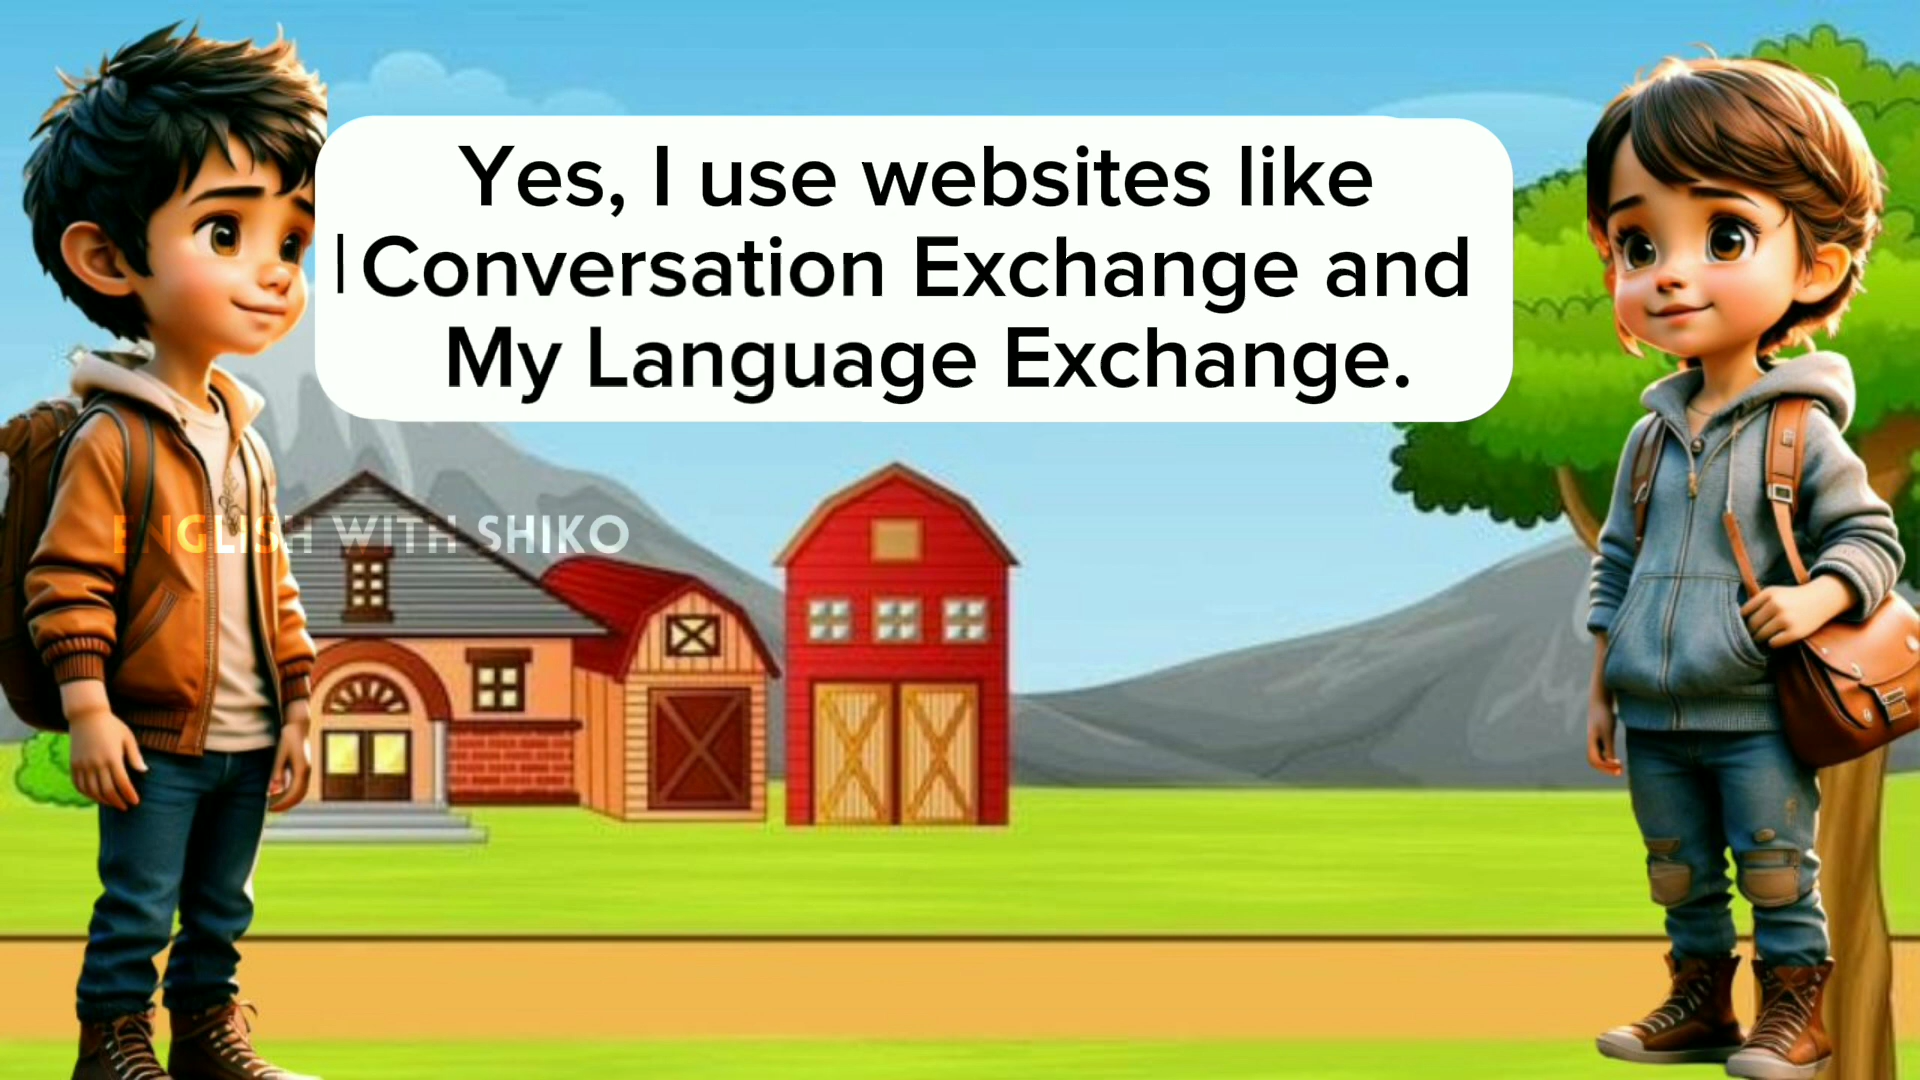 Yes, I use websites like
Conversation Exchange and
My Language Exchange.
ENGLISH WITH SHIKO